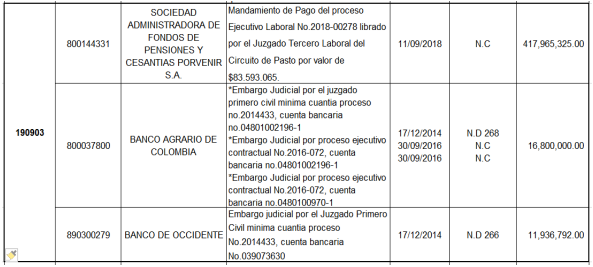 190903
800144331
SOCIEDAD
ADMINISTRADORA DE
FONDOS DE
PENSIONES Y
CESANTIAS PORVENIR
S.A.
Mandamiento de Pago del proceso
Ejecutivo Laboral No.2018-00278 librado
por el Juzgado Tercero Laboral del
Circuito de Pasto por valor de
$83.593.065.
11/09/2018
N.C
417,965,325.00
800037800
BANCO AGRARIO DE
COLOMBIA
*Embargo Judicial por el juzgado
primero civil minima cuantia proceso
no.2014433, cuenta bancaria
no.04801002196-1
*Embargo Judicial por proceso ejecutivo
contractual No.2016-072, cuenta
bancaria no.04801002196-1
*Embargo Judicial por proceso ejecutivo
contractual No.2016-072, cuenta
bancaria no.0480100970-1
17/12/2014
30/09/2016
30/09/2016
N.D 268
N.C
N.C
16,800,000.00
890300279
BANCO DE OCCIDENTE
Embargo judicial por el Juzgado Primero
Civil minima cuantia proceso
No.2014433, cuenta bancaria
No.039073630
17/12/2014
N.D 266
11,936,792.00